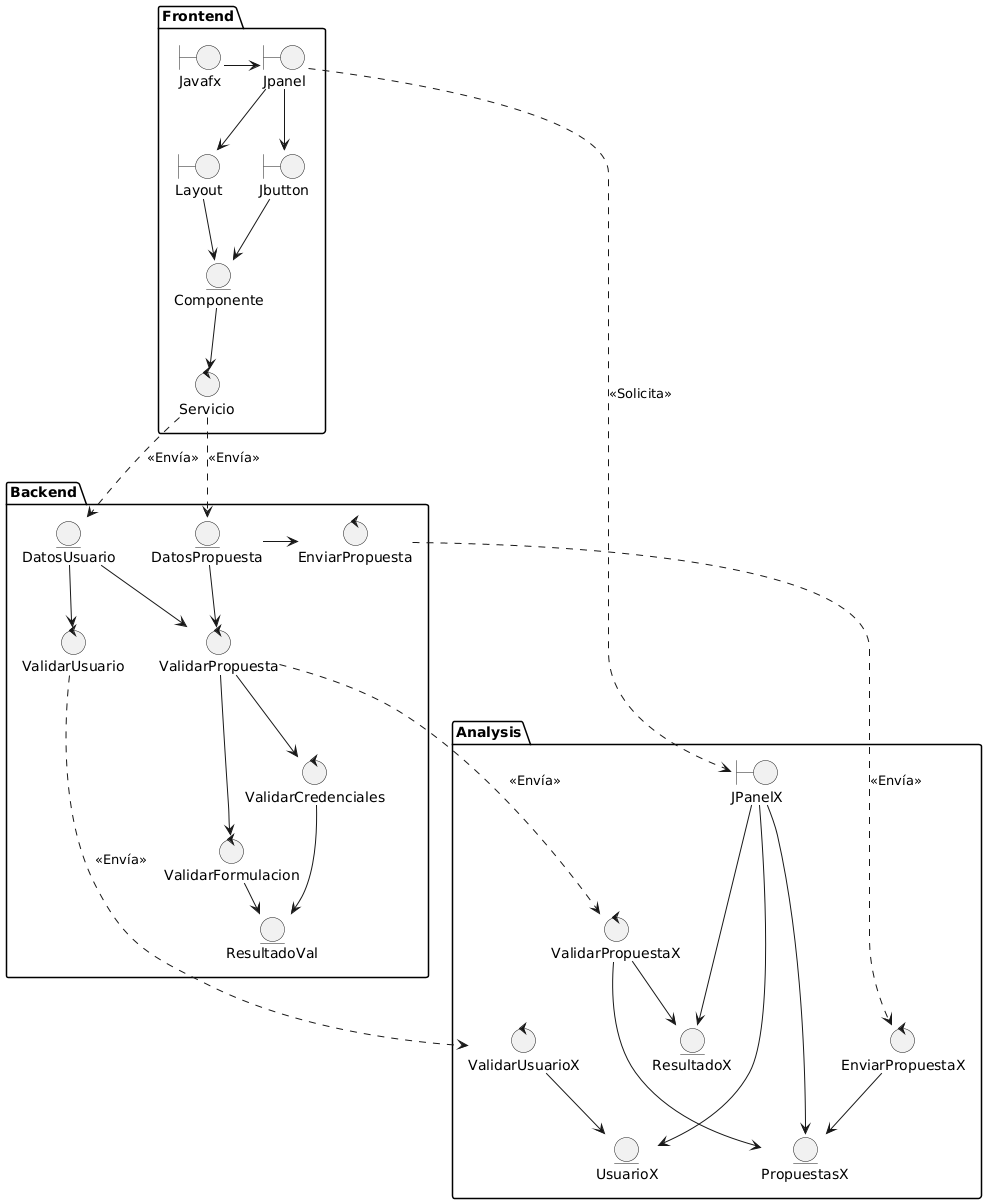 Frontend
Javafx
Jpanel
Layout
Jbutton
Componente
«Solicita»
Servicio
«Envía»
«Envía»
Backend
DatosUsuario
DatosPropuesta
EnviarPropuesta
ValidarUsuario
ValidarPropuesta
Analysis
«Envía»
«Envía»
JPanelX
ValidarCredenciales
«Envía»
ValidarFormulacion
ResultadoVal
ValidarPropuestaX
ValidarUsuarioX
ResultadoX
EnviarPropuestaX
UsuarioX
PropuestasX